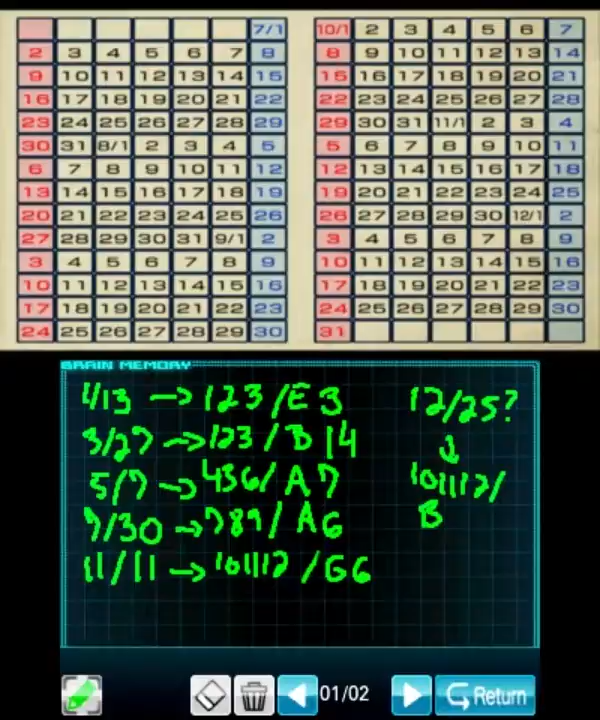 7/1
2 3 4 5 6 7 8
9 10 11 12 13 14 15
16 17 18 19 20 21 22
23 24 25 26 27 28 29
30 31 8/1 2 3 4 5
6 7 8 9 10 11 12
13 14 15 16 17 18 19
20 21 22 23 24 25 26
27 28 29 30 31 9/1 2
3 4 5 6 7 8 9
10 11 12 13 14 15 16
17 18 19 20 21 22 23
24 25 26 27 28 29 30
10/1 2 3 4 5 6 7
8 9 10 11 12 13 14
15 16 17 18 19 20 21
22 23 24 25 26 27 28
29 30 31 11/1 2 3 4
5 6 7 8 9 10 11
12 13 14 15 16 17 18
19 20 21 22 23 24 25
26 27 28 29 30 12/1 2
3 4 5 6 7 8 9
10 11 12 13 14 15 16
17 18 19 20 21 22 23
24 25 26 27 28 29 30
31
BRAIN MEMORY
1/13 → 123/E3
3/27 → 123/B14
5/7 → 456/A7
7/30 → 789/A6
11/11 → 101112/G6
12/25?
↓
101112/
B
01/02
Return